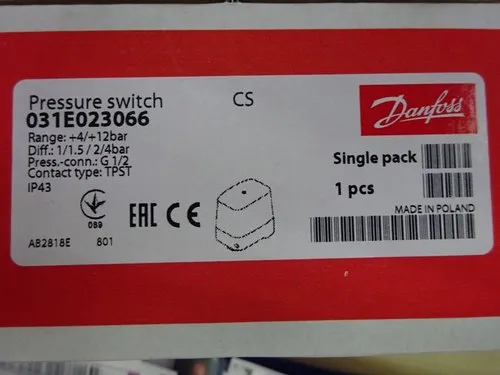 Pressure switch
CS
031E023066
Range: +4/+12bar
Diff.: 1/1.5 / 2/4bar
Press.-conn.: G 1/2
Contact type: TPST
IP43
089
EAC CE
AB2818E 801
Danfoss
Single pack
1 pcs
MADE IN POLAND